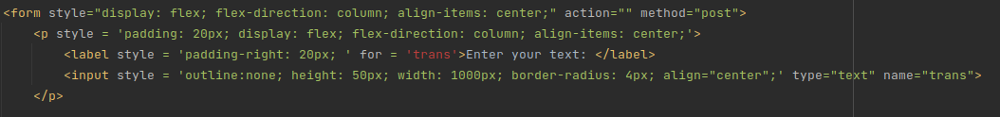 <form style="display: flex; flex-direction: column; align-items: center;" action="" method="post">
<p style = 'padding: 20px; display: flex; flex-direction: column; align-items: center;'>
<label style = 'padding-right: 20px; ' for = 'trans'>Enter your text: </label>
<input style = 'outline:none; height: 50px; width: 1000px; border-radius: 4px; align="center";' type="text" name="trans">
</p>